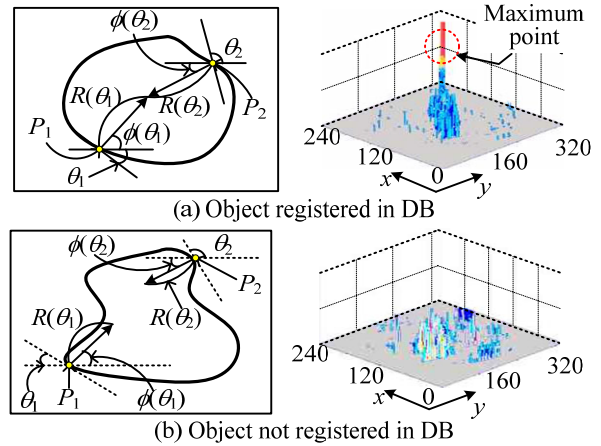 ϕ(θ2)
θ2
R(θ1)
R(θ2)
P1
P2
ϕ(θ1)
θ1
Maximum
point
240
120
0
160
320
x
y
(a) Object registered in DB
ϕ(θ2)
θ2
P2
R(θ1)
R(θ2)
θ1
P1
ϕ(θ1)
240
120
0
160
320
x
y
(b) Object not registered in DB